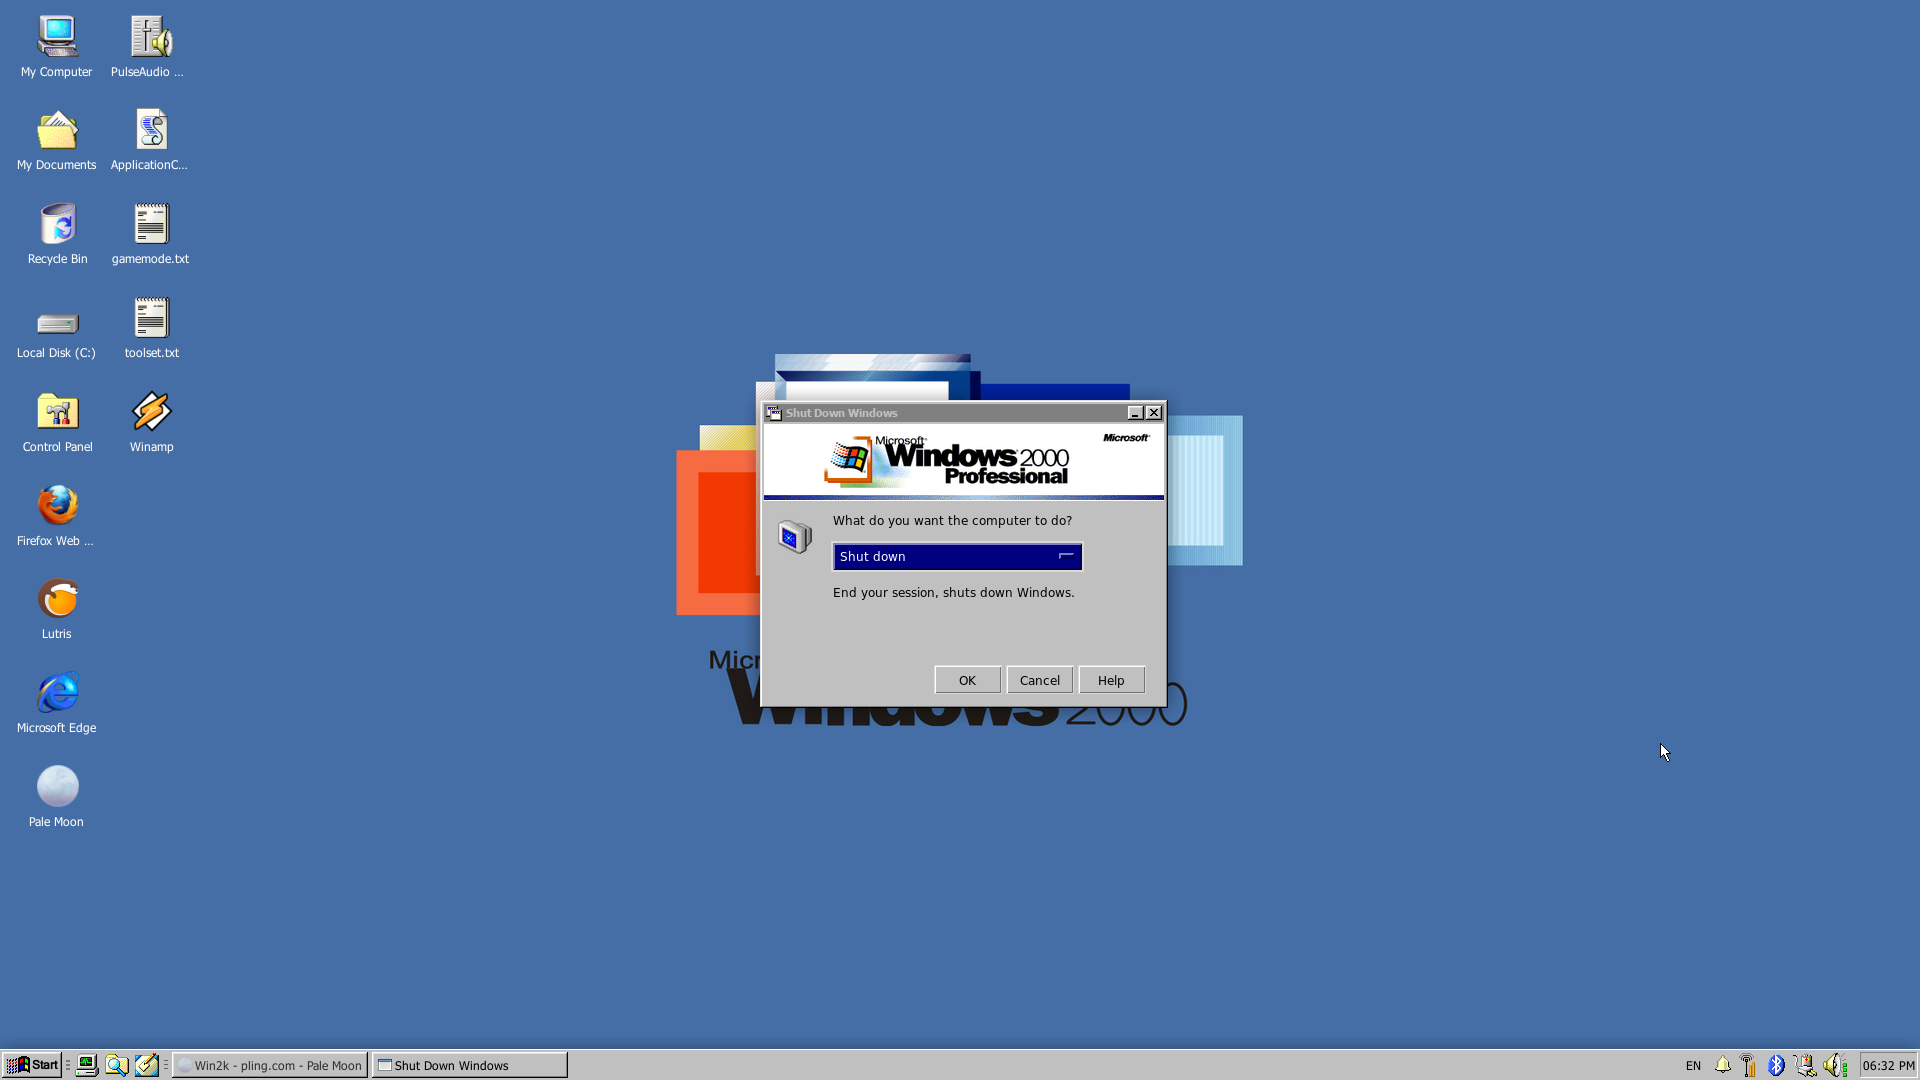 My Computer
PulseAudio ...
My Documents
ApplicationC...
Recycle Bin
gamemode.txt
Local Disk (C:)
toolset.txt
Control Panel
Winamp
Firefox Web ...
Lutris
Microsoft Edge
Pale Moon
Shut Down Windows
Microsoft
Windows 2000
Professional
Microsoft
What do you want the computer to do?
Shut down
End your session, shuts down Windows.
OK
Cancel
Help
Micr
Windows 2000
Start
Win2k - pling.com - Pale Moon
Shut Down Windows
EN
06:32 PM